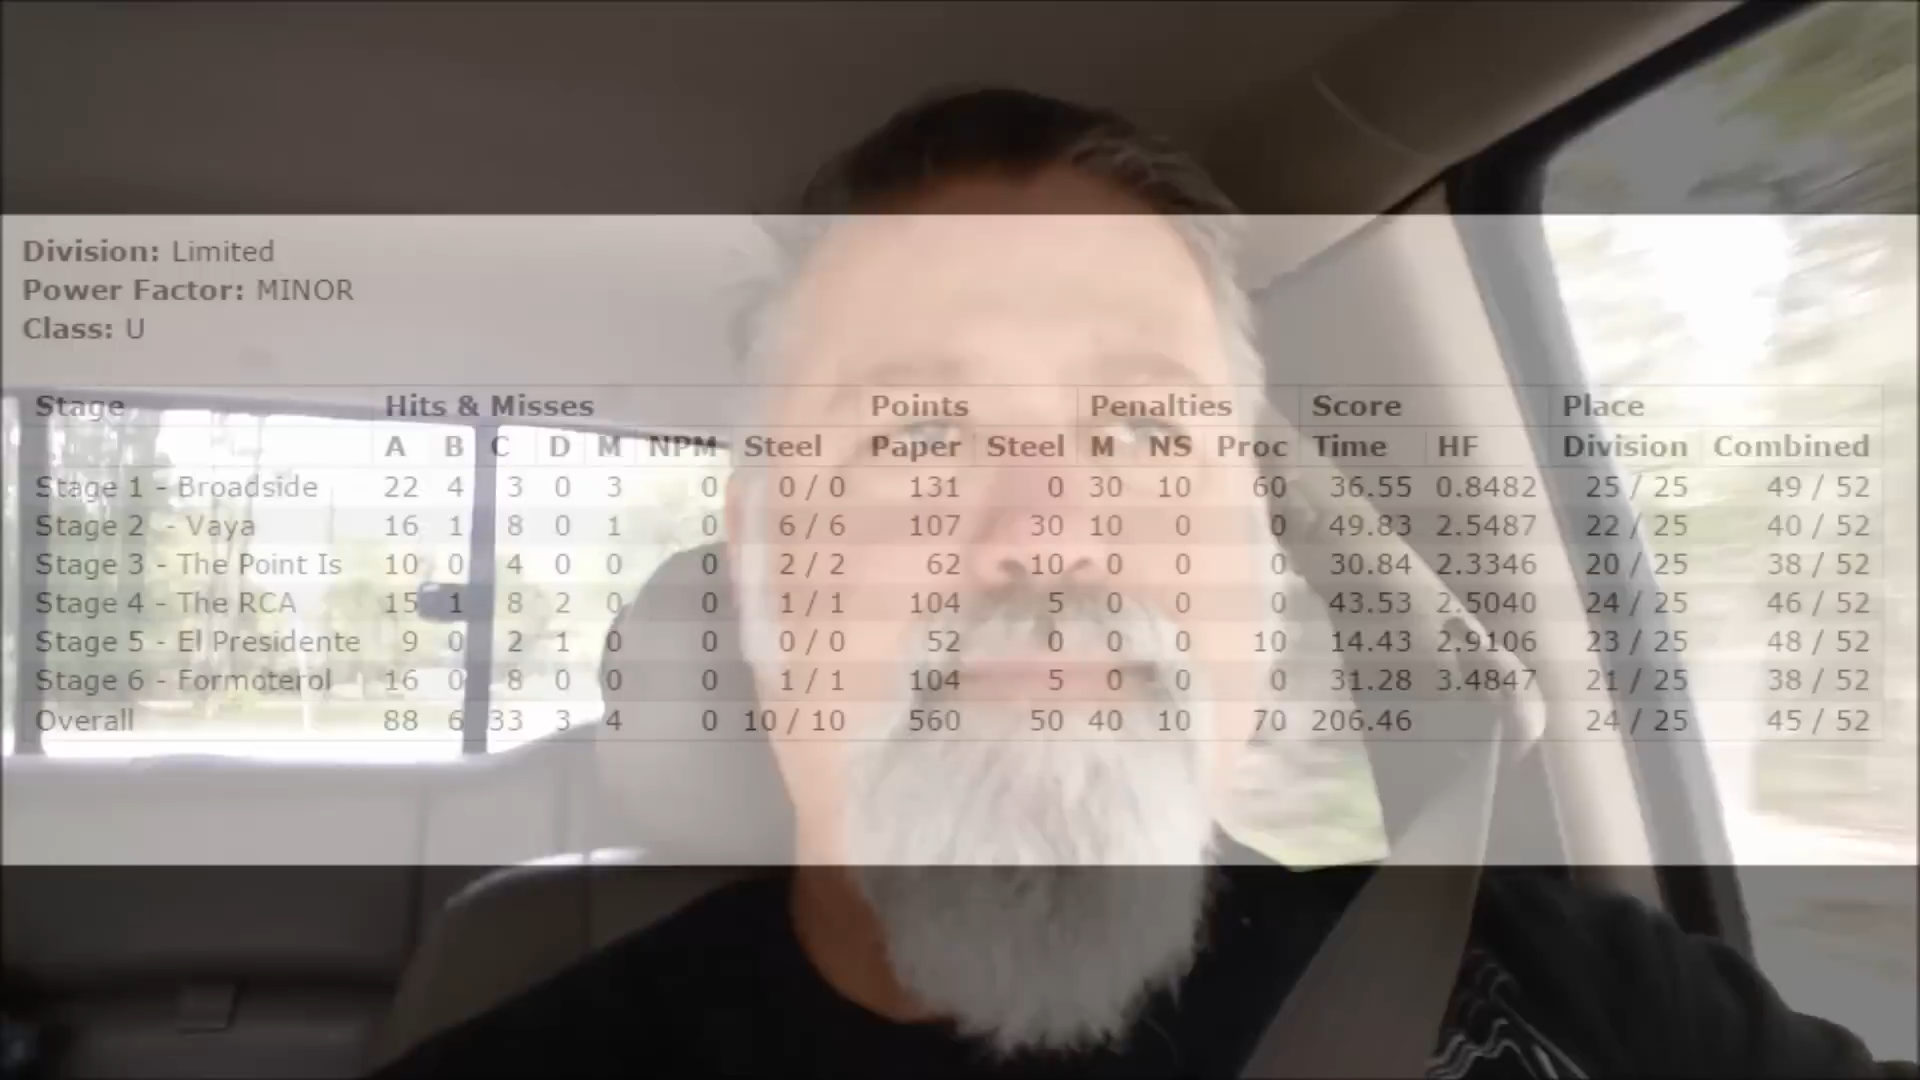 Division: Limited
Power Factor: MINOR
Class: U
Stage Hits & Misses Points Penalties Score Place
A B C D M NPM Steel Paper Steel M NS Proc Time HF Division Combined
Stage 1 - Broadside 22 4 3 0 3 0 0 / 0 131 0 30 10 60 36.55 0.8482 25 / 25 49 / 52
Stage 2 - Vaya 16 1 8 0 1 0 6 / 6 107 30 10 0 0 49.83 2.5487 22 / 25 40 / 52
Stage 3 - The Point Is 10 0 4 0 0 0 2 / 2 62 10 0 0 0 30.84 2.3346 20 / 25 38 / 52
Stage 4 - The RCA 15 1 8 2 0 0 1 / 1 104 5 0 0 0 43.53 2.5040 24 / 25 46 / 52
Stage 5 - El Presidente 9 0 2 1 0 0 0 / 0 52 0 0 0 10 14.43 2.9106 23 / 25 48 / 52
Stage 6 - Formoterol 16 0 8 0 0 0 1 / 1 104 5 0 0 0 31.28 3.4847 21 / 25 38 / 52
Overall 88 6 33 3 4 0 10 / 10 560 50 40 10 70 206.46 24 / 25 45 / 52